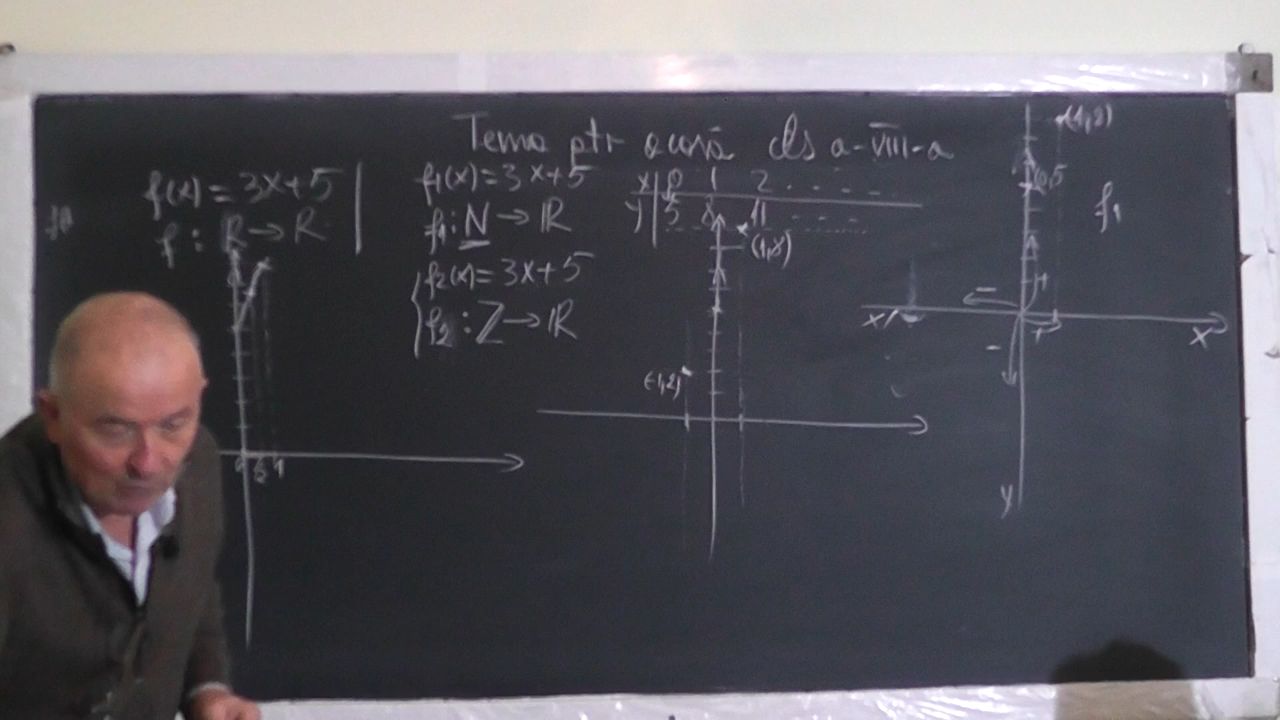 Tema ptr acasă cls a-VIII-a
f(x) = 3x+5
f : R → R
f₁(x) = 3x+5
f₁ : N → R
f₂(x) = 3x+5
f₂ : Z → R
x | 0 1 2 . . . . .
y | 5 8 11 - - - - -
(1,8)
(-1,2)
(1,8)
(0,5
f₁
x
y